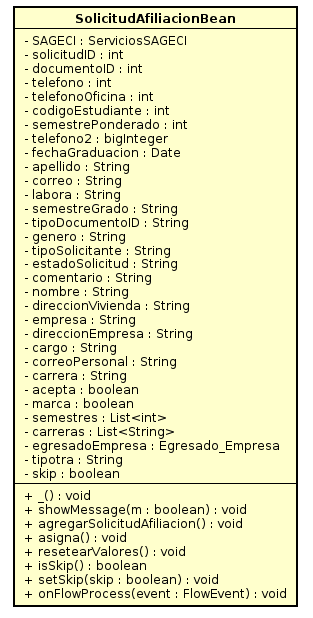 SolicitudAfiliacionBean
- SAGECI : ServiciosSAGECI
- solicitudID : int
- documentoID : int
- telefono : int
- telefonoOficina : int
- codigoEstudiante : int
- semestrePonderado : int
- telefono2 : bigInteger
- fechaGraduacion : Date
- apellido : String
- correo : String
- labora : String
- semestreGrado : String
- tipoDocumentoID : String
- genero : String
- tipoSolicitante : String
- estadoSolicitud : String
- comentario : String
- nombre : String
- direccionVivienda : String
- empresa : String
- direccionEmpresa : String
- cargo : String
- correoPersonal : String
- carrera : String
- acepta : boolean
- marca : boolean
- semestres : List<int>
- carreras : List<String>
- egresadoEmpresa : Egresado_Empresa
- tipotra : String
- skip : boolean
+ _() : void
+ showMessage(m : boolean) : void
+ agregarSolicitudAfiliacion() : void
+ asigna() : void
+ resetearValores() : void
+ isSkip() : boolean
+ setSkip(skip : boolean) : void
+ onFlowProcess(event : FlowEvent) : void